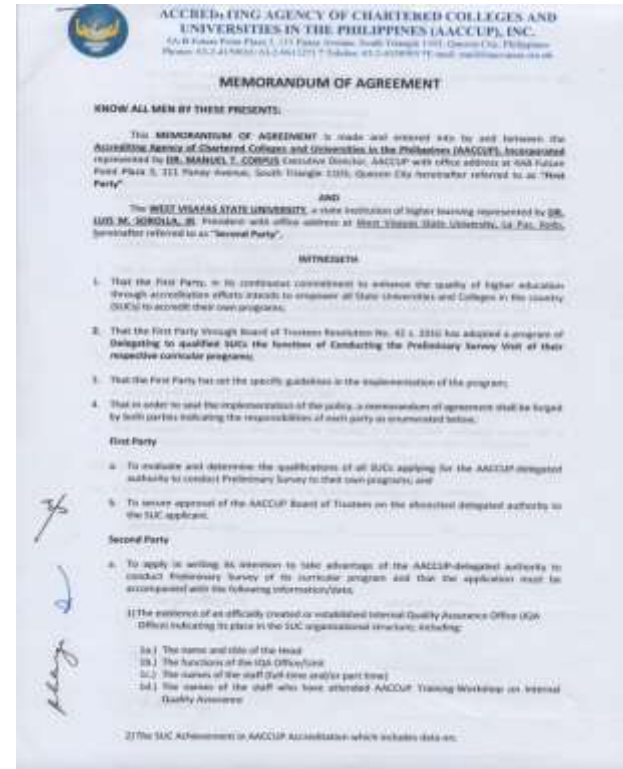 ACCREDITING AGENCY OF CHARTERED COLLEGES AND
UNIVERSITIES IN THE PHILIPPINES (AACCUP), INC.
MEMORANDUM OF AGREEMENT
KNOW ALL MEN BY THESE PRESENTS:
This MEMORANDUM OF AGREEMENT is made and entered into by and between the
Accrediting Agency of Chartered Colleges and Universities in the Philippines (AACCUP), Incorporated
represented by DR. MANUEL T. CORPUS Executive Director, AACCUP with office address at Future
Point Plaza 3, 111 Panay Avenue, South Triangle 1103, Quezon City hereinafter referred to as "First
Party"
AND
The WEST VISAYAS STATE UNIVERSITY, a state institution of higher learning represented by DR.
LUIS M. SOROLLA, JR. President with office address at West Visayas State University, La Paz, Iloilo,
hereinafter referred to as "Second Party".
WITNESSETH
1. That the First Party, in its continuous commitment to enhance the quality of higher education
through accreditation efforts intends to empower all State Universities and Colleges in the country
(SUCs) to accredit their own programs;
2. That the First Party through Board of Trustees Resolution No. 42 s. 2016 has adopted a program of
Delegating to qualified SUCs the function of Conducting the Preliminary Survey Visit of their
respective curricular programs;
3. That the First Party has set the specific guidelines in the implementation of the program;
4. That in order to seal the implementation of the policy, a memorandum of agreement shall be forged
by both parties indicating the responsibilities of each party as enumerated below.
First Party
a. To evaluate and determine the qualifications of all SUCs applying for the AACCUP-delegated
authority to conduct Preliminary Survey to their own programs; and
b. To secure approval of the AACCUP Board of Trustees on the delegated authority to
the SUC applicant.
Second Party
a. To apply in writing its intention to take advantage of the AACCUP-delegated authority to
conduct Preliminary Survey of its curricular program and that the application must be
accompanied with the following information/data;
1) The existence of an officially created or established Internal Quality Assurance Office (IQA
Office) indicating its place in the SUC organizational structure, including:
1a.) The name and title of the Head
1b.) The functions of the IQA Office/Unit
1c.) The names of the staff (full-time and/or part time)
1d.) The names of the staff who have attended AACCUP Training-Workshop on Internal
Quality Assurance
2) The SUC Achievement in AACCUP Accreditation which includes data on: